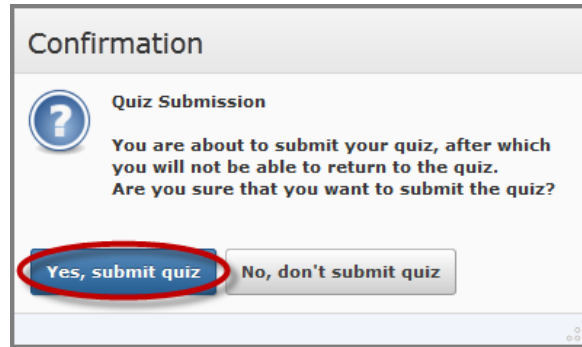 Confirmation
Quiz Submission
You are about to submit your quiz, after which
you will not be able to return to the quiz.
Are you sure that you want to submit the quiz?
Yes, submit quiz No, don't submit quiz